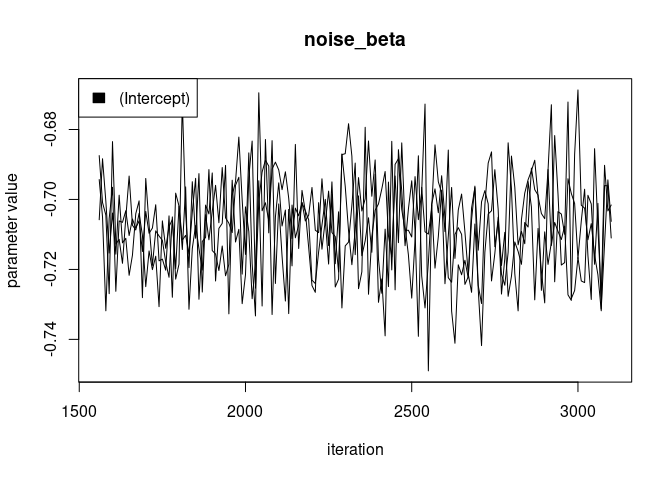 noise_beta
(Intercept)
parameter value
-0.68
-0.70
-0.72
-0.74
1500 2000 2500 3000
iteration